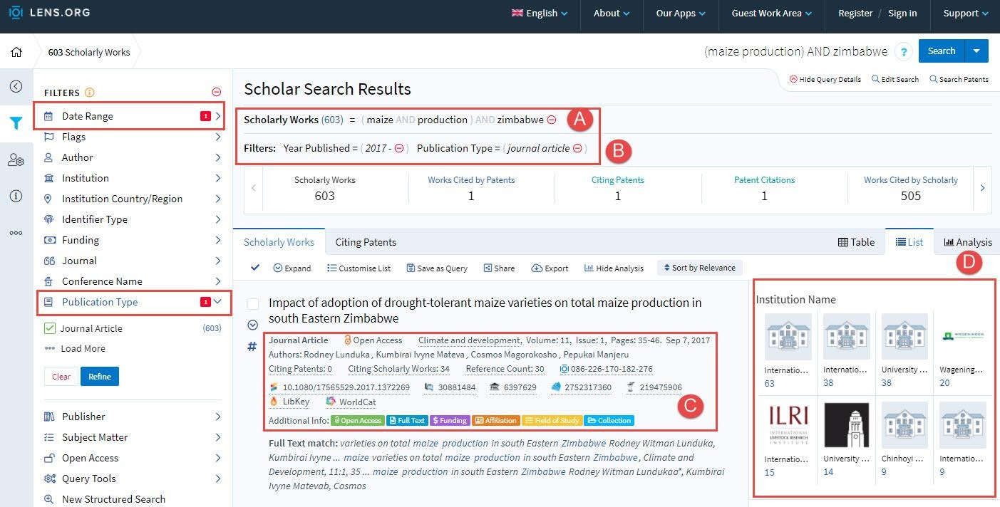 LENS.ORG
English About Our Apps Guest Work Area Register / Sign in Support
603 Scholarly Works
(maize production) AND zimbabwe ? Search
Hide Query Details Edit Search Search Patents
FILTERS
Date Range 1
Flags
Author
Institution
Institution Country/Region
Identifier Type
Funding
Journal
Conference Name
Publication Type 1
Journal Article (603)
Load More
Clear Refine
Publisher
Subject Matter
Open Access
Query Tools
New Structured Search
Scholar Search Results
Scholarly Works (603) = ( maize AND production ) AND zimbabwe
A
Filters: Year Published = ( 2017 - ) Publication Type = ( journal article )
B
Scholarly Works Works Cited by Patents Citing Patents Patent Citations Works Cited by Scholarly
603 1 1 1 505
Scholarly Works Citing Patents Table List Analysis
Expand Customise List Save as Query Share Export Hide Analysis Sort by Relevance
D
Impact of adoption of drought-tolerant maize varieties on total maize production in
south Eastern Zimbabwe
Journal Article Open Access Climate and development, Volume: 11, Issue: 1, Pages: 35-46. Sep 7, 2017
Authors: Rodney Lunduka , Kumbirai Ivyne Mateva , Cosmos Magorokosho , Pepukai Manjeru
Citing Patents: 0 Citing Scholarly Works: 34 Reference Count: 30 086-226-170-182-276
10.1080/17565529.2017.1372269 30881484 6397629 2752317360 219475906
LibKey WorldCat
C
Additional Info: Open Access Full Text $ Funding Affiliation Field of Study Collection
Full Text match: varieties on total maize production in south Eastern Zimbabwe Rodney Witman Lunduka,
Kumbirai Ivyne ... maize varieties on total maize production in south Eastern Zimbabwe, Climate and
Development, 11:1, 35 ... maize production in south Eastern Zimbabwe Rodney Witman Lundukaa*, Kumbirai
Ivyne Matevab, Cosmos
Institution Name
WAGENINGEN
Internatio... Internatio... University ... Wagening...
63 38 38 20
ILRI
INTERNATIONAL
LIVESTOCK RESEARCH
INSTITUTE
Internatio... University ... Chinhoyi ... Internatio...
15 14 9 9